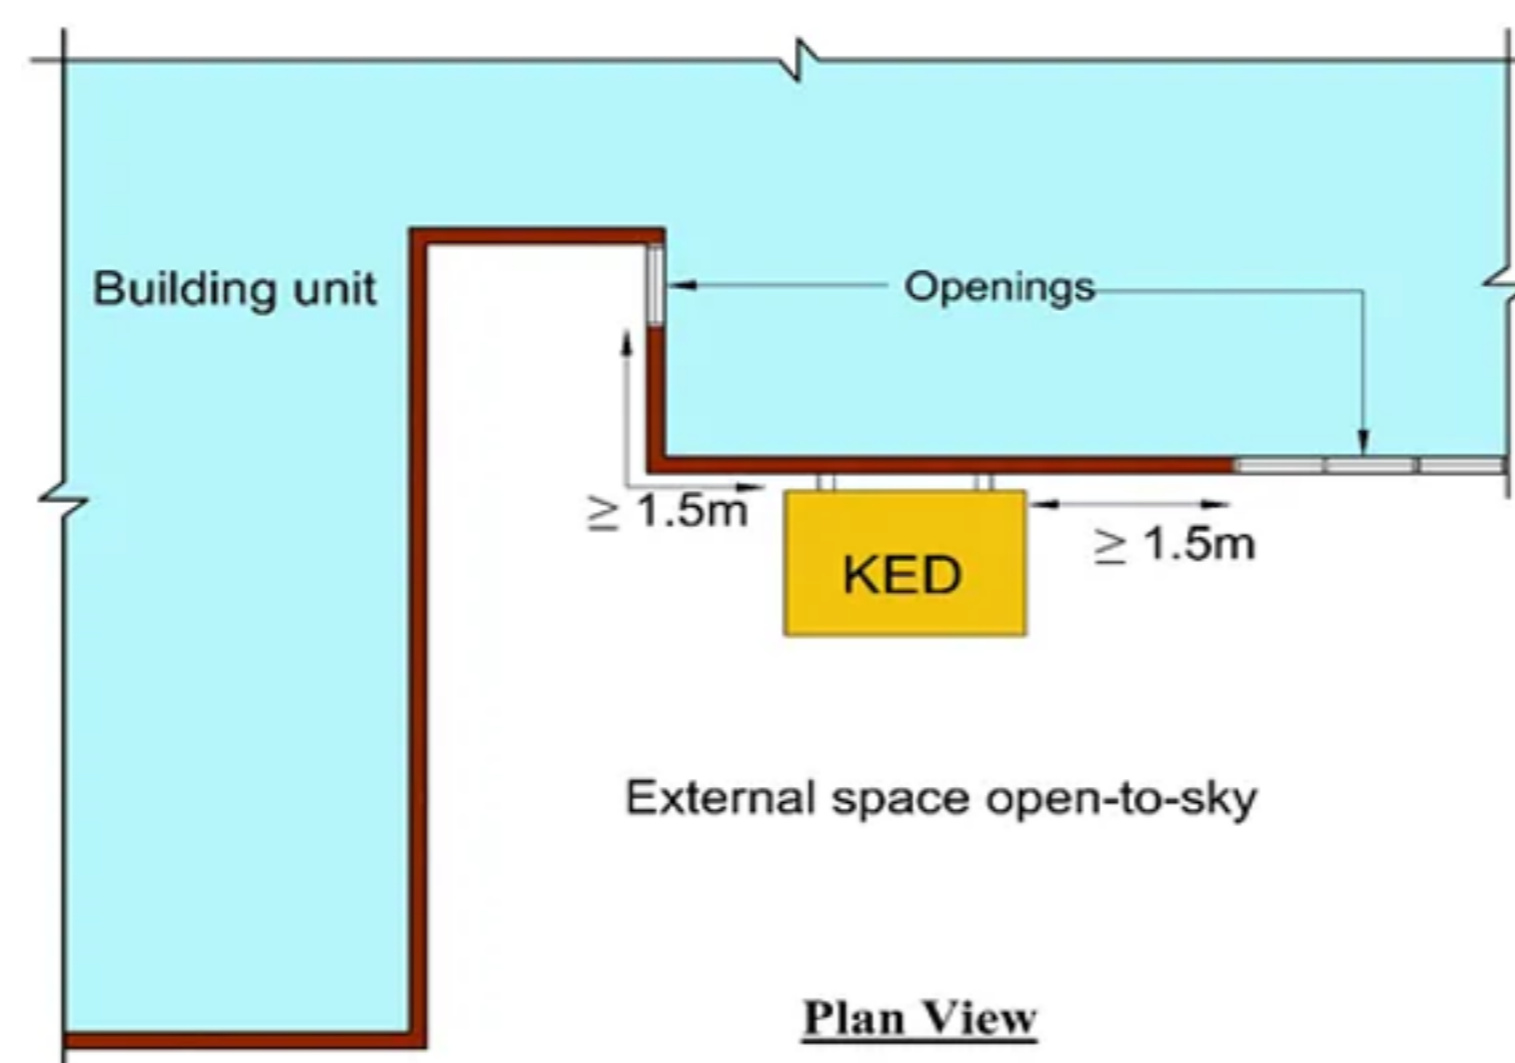 Building unit
Openings
≥ 1.5m
≥ 1.5m
KED
External space open-to-sky
Plan View